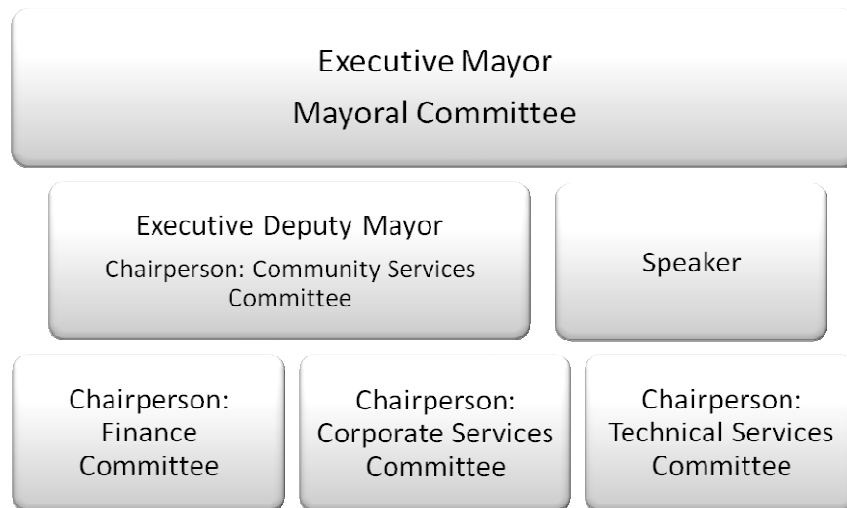 Executive Mayor
Mayoral Committee
Executive Deputy Mayor
Chairperson: Community Services
Committee
Speaker
Chairperson:
Finance
Committee
Chairperson:
Corporate Services
Committee
Chairperson:
Technical Services
Committee